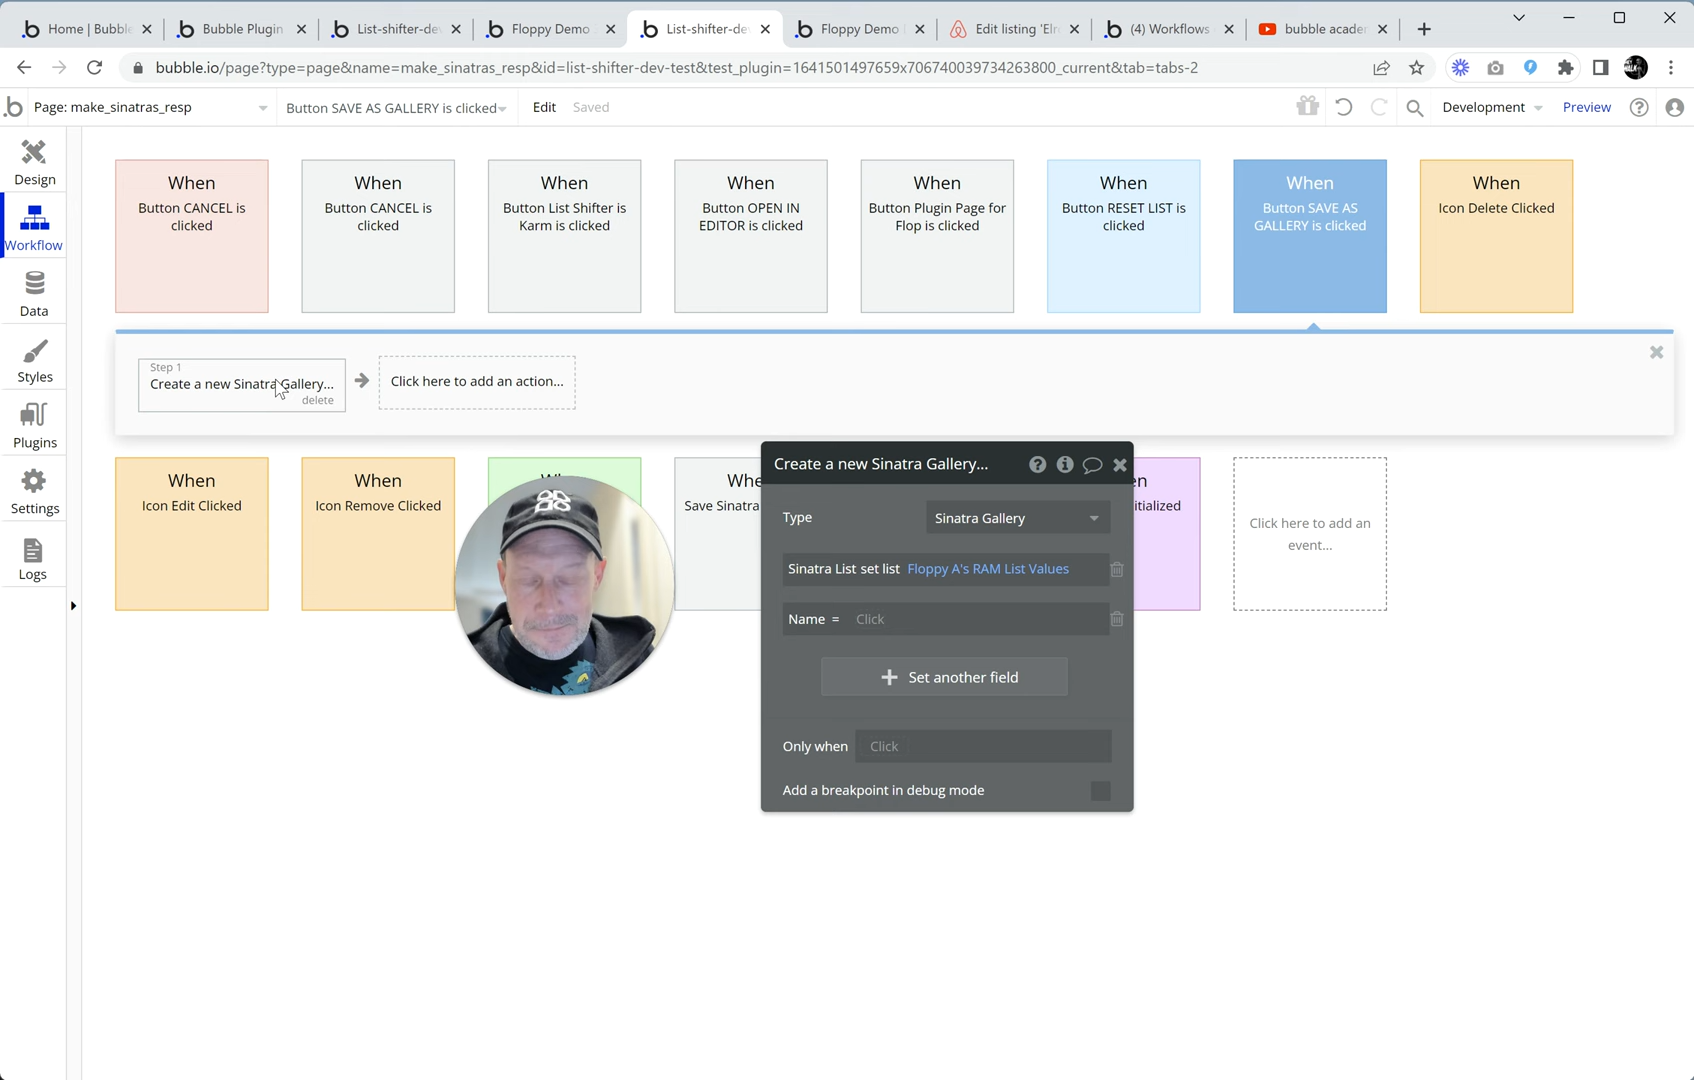 Home | Bubble
Bubble Plugin
List-shifter-de
Floppy Demo
List-shifter-de
Floppy Demo
Edit listing 'Elr
(4) Workflows
bubble acade
bubble.io/page?type=page&name=make_sinatras_resp&id=list-shifter-dev-test&test_plugin=1641501497659x706740039734263800_current&tab=tabs-2
Page: make_sinatras_resp
Button SAVE AS GALLERY is clicked
Edit
Saved
Development
Preview
Design
Workflow
Data
Styles
Plugins
Settings
Logs
When
Button CANCEL is
clicked
When
Button CANCEL is
clicked
When
Button List Shifter is
Karm is clicked
When
Button OPEN IN
EDITOR is clicked
When
Button Plugin Page for
Flop is clicked
When
Button RESET LIST is
clicked
When
Button SAVE AS
GALLERY is clicked
When
Icon Delete Clicked
Step 1
Create a new Sinatra Gallery...
delete
Click here to add an action...
When
Icon Edit Clicked
When
Icon Remove Clicked
Whe
Save Sinatra
en
itialized
Click here to add an
event...
Create a new Sinatra Gallery...
Type
Sinatra Gallery
Sinatra List set list Floppy A's RAM List Values
Name = Click
Set another field
Only when Click
Add a breakpoint in debug mode